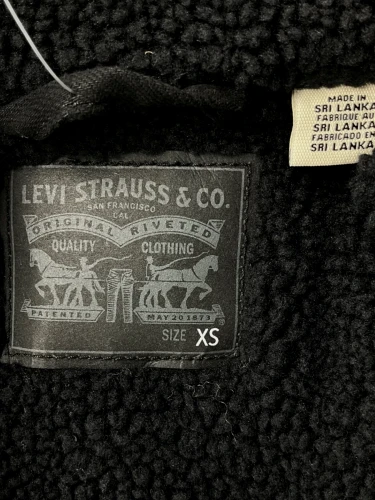 MADE IN
SRI LANKA
FABRIQUE AU
SRI LANKA
FABRICADO EN
SRI LANKA
LEVI STRAUSS & CO.
SAN FRANCISCO
CAL
ORIGINAL RIVETED
QUALITY CLOTHING
PATENTED MAY 20 1873
SIZE XS